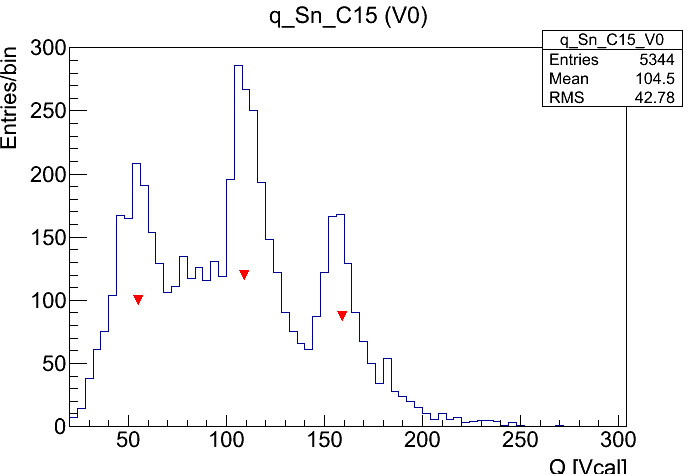 q_Sn_C15 (V0)
q_Sn_C15_V0
Entries 5344
Mean 104.5
RMS 42.78
Entries/bin
300
250
200
150
100
50
0
50 100 150 200 250 300
Q [Vcal]